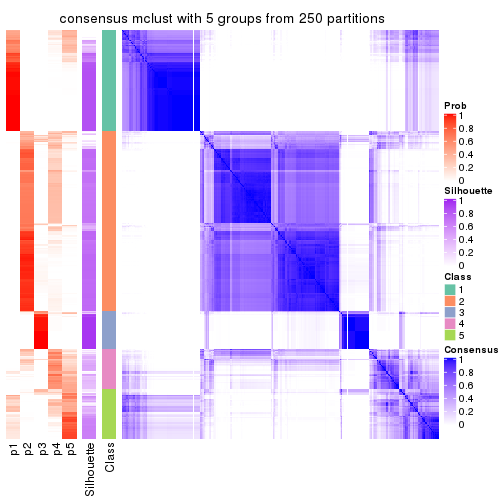 consensus mclust with 5 groups from 250 partitions
Prob
1
0.8
0.6
0.4
0.2
0
Silhouette
1
0.8
0.6
0.4
0.2
0
Class
1
2
3
4
5
Consensus
1
0.8
0.6
0.4
0.2
0
p1
p2
p3
p4
p5
Silhouette
Class